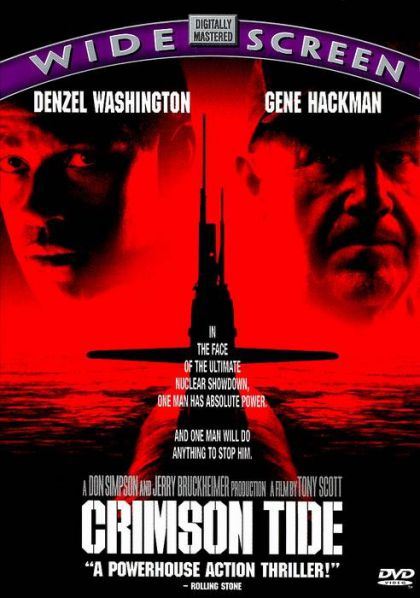 DIGITALLY
MASTERED
WIDE SCREEN
DENZEL WASHINGTON GENE HACKMAN
IN
THE FACE
OF THE ULTIMATE
NUCLEAR SHOWDOWN,
ONE MAN HAS ABSOLUTE POWER.
AND ONE MAN WILL DO
ANYTHING TO STOP HIM.
A DON SIMPSON AND JERRY BRUCKHEIMER PRODUCTION A FILM BY TONY SCOTT
CRIMSON TIDE
"A POWERHOUSE ACTION THRILLER!"
– ROLLING STONE
DVD
VIDEO